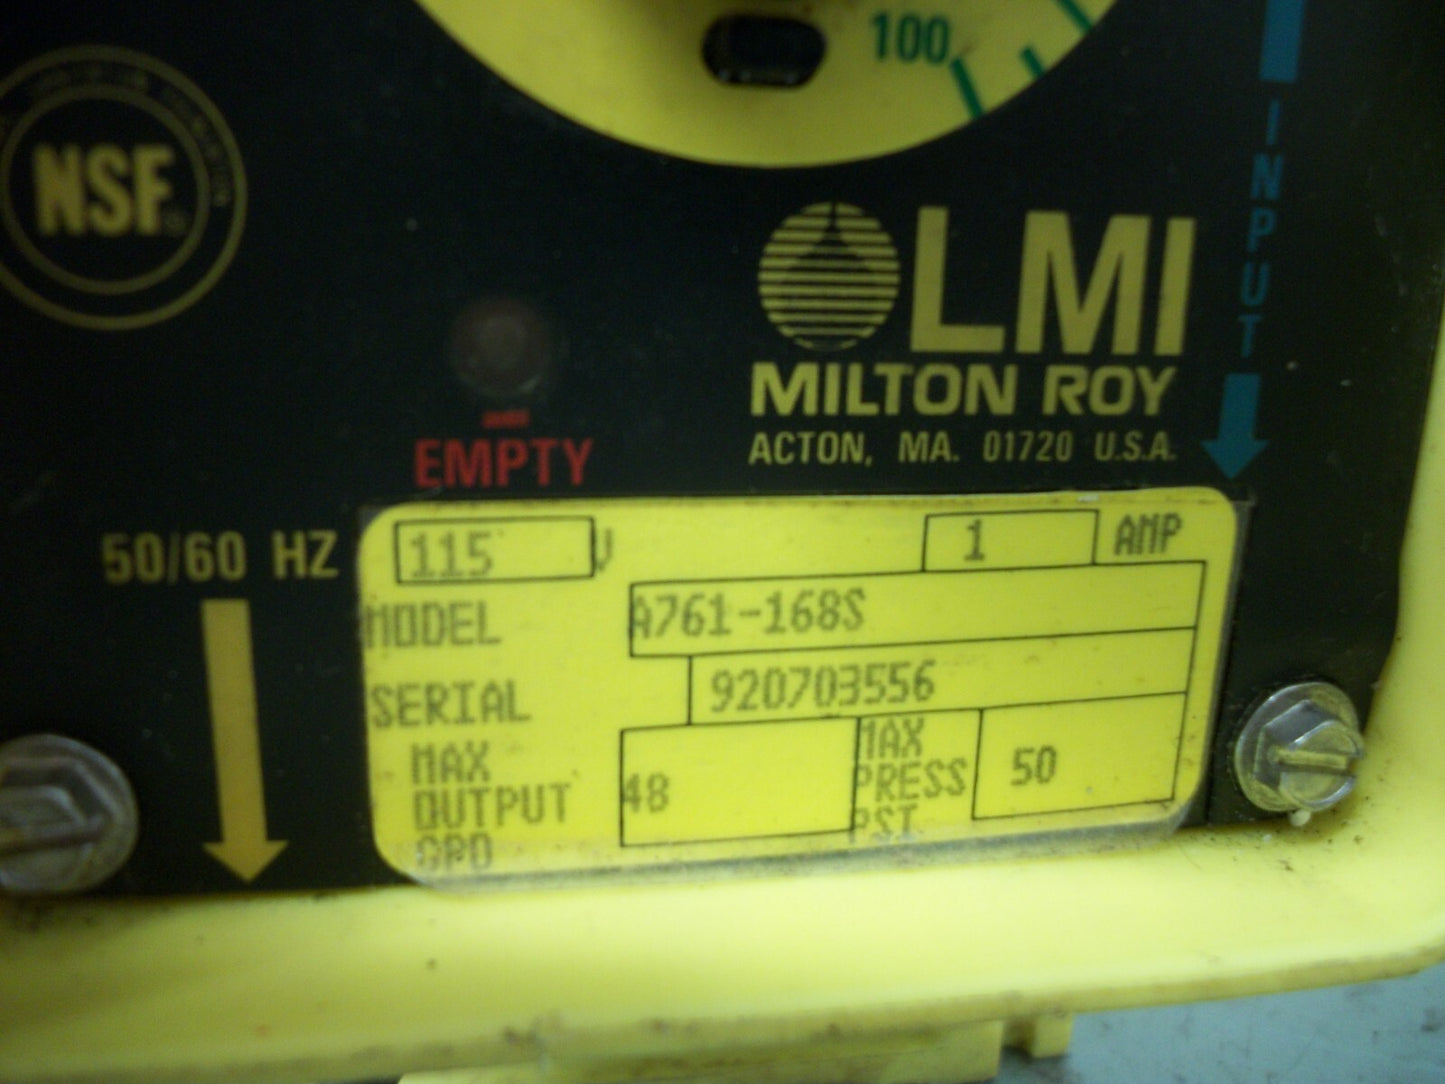 100
NSF
INPUT
LMI
MILTON ROY
ACTON, MA. 01720 U.S.A.
EMPTY
50/60 HZ
115 V 1 AMP
MODEL A761-168S
SERIAL 920703556
MAX OUTPUT GPD 48 MAX PRESS PSI 50